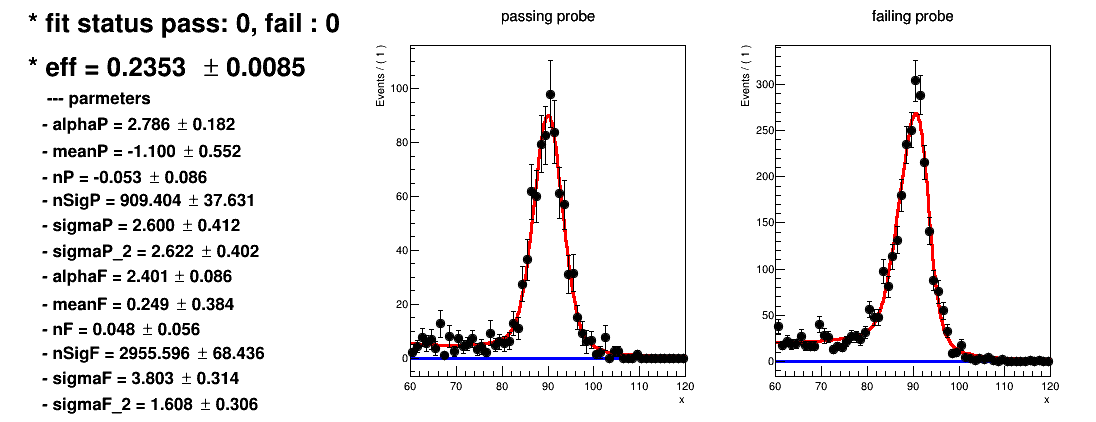 * fit status pass: 0, fail : 0
* eff = 0.2353 ± 0.0085
--- parmeters
- alphaP = 2.786 ± 0.182
- meanP = -1.100 ± 0.552
- nP = -0.053 ± 0.086
- nSigP = 909.404 ± 37.631
- sigmaP = 2.600 ± 0.412
- sigmaP_2 = 2.622 ± 0.402
- alphaF = 2.401 ± 0.086
- meanF = 0.249 ± 0.384
- nF = 0.048 ± 0.056
- nSigF = 2955.596 ± 68.436
- sigmaF = 3.803 ± 0.314
- sigmaF_2 = 1.608 ± 0.306
passing probe
Events / ( 1 )
100
80
60
40
20
0
60 70 80 90 100 110 120
x
failing probe
Events / ( 1 )
300
250
200
150
100
50
0
60 70 80 90 100 110 120
x